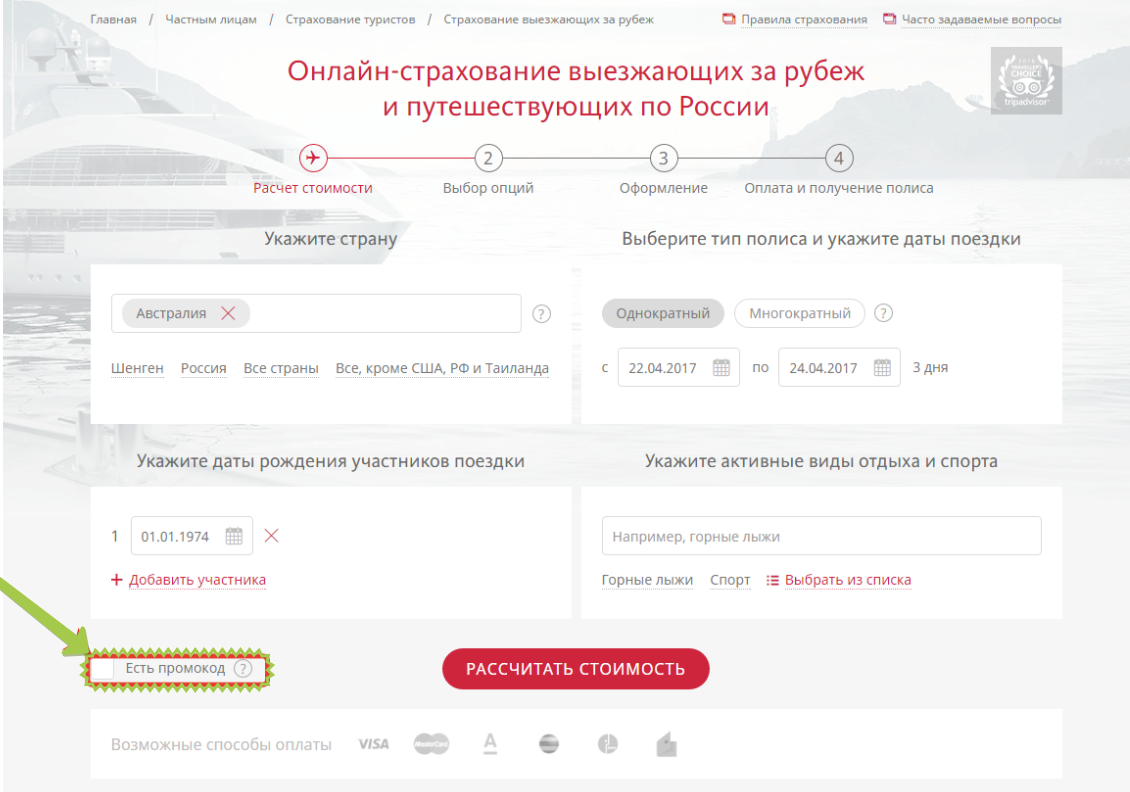 Главная / Частным лицам / Страхование туристов / Страхование выезжающих за рубеж
Правила страхования
Часто задаваемые вопросы
TRAVELLERS'
CHOICE
tripadvisor
Онлайн-страхование выезжающих за рубеж
и путешествующих по России
2
3
4
Расчет стоимости
Выбор опций
Оформление
Оплата и получение полиса
Укажите страну
Выберите тип полиса и укажите даты поездки
Австралия
?
Однократный
Многократный
?
Шенген Россия Все страны Все, кроме США, РФ и Таиланда
с 22.04.2017 по 24.04.2017 3 дня
Укажите даты рождения участников поездки
Укажите активные виды отдыха и спорта
1 01.01.1974
Например, горные лыжи
+ Добавить участника
Горные лыжи Спорт Выбрать из списка
Есть промокод ?
РАССЧИТАТЬ СТОИМОСТЬ
Возможные способы оплаты VISA MasterCard А